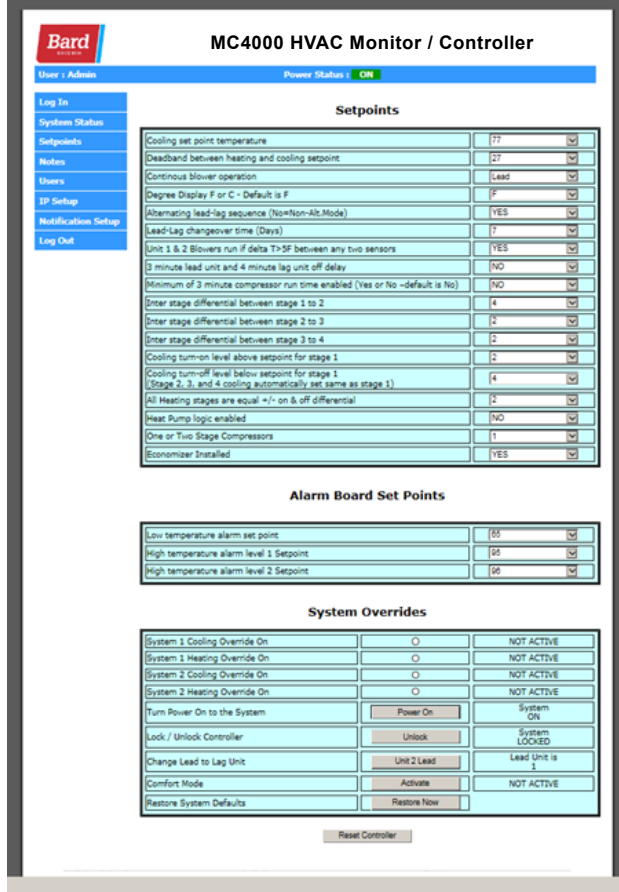 Bard
MC4000 HVAC Monitor / Controller
User : Admin
Power Status : ON
Log In
System Status
Setpoints
Notes
Users
IP Setup
Notification Setup
Log Out
Setpoints
Cooling set point temperature 77
Deadband between heating and cooling setpoint 27
Continous blower operation Lead
Degree Display F or C - Default is F F
Alternating lead-lag sequence (No=Non-Alt.Mode) YES
Lead-Lag changeover time (Days) 7
Unit 1 & 2 Blowers run if delta T>5F between any two sensors YES
3 minute lead unit and 4 minute lag unit off delay NO
Minimum of 3 minute compressor run time enabled (Yes or No -default is No) NO
Inter stage differential between stage 1 to 2 4
Inter stage differential between stage 2 to 3 2
Inter stage differential between stage 3 to 4 2
Cooling turn-on level above setpoint for stage 1 2
Cooling turn-off level below setpoint for stage 1
(Stage 2, 3, and 4 cooling automatically set same as stage 1) 4
All Heating stages are equal +/- on & off differential 2
Heat Pump logic enabled NO
One or Two Stage Compressors 1
Economizer Installed YES
Alarm Board Set Points
Low temperature alarm set point
High temperature alarm level 1 Setpoint
High temperature alarm level 2 Setpoint
System Overrides
System 1 Cooling Override On NOT ACTIVE
System 1 Heating Override On NOT ACTIVE
System 2 Cooling Override On NOT ACTIVE
System 2 Heating Override On NOT ACTIVE
Turn Power On to the System Power On System ON
Lock / Unlock Controller Unlock System LOCKED
Change Lead to Lag Unit Unit 2 Lead Lead Unit is 1
Comfort Mode Activate NOT ACTIVE
Restore System Defaults Restore Now
Reset Controller